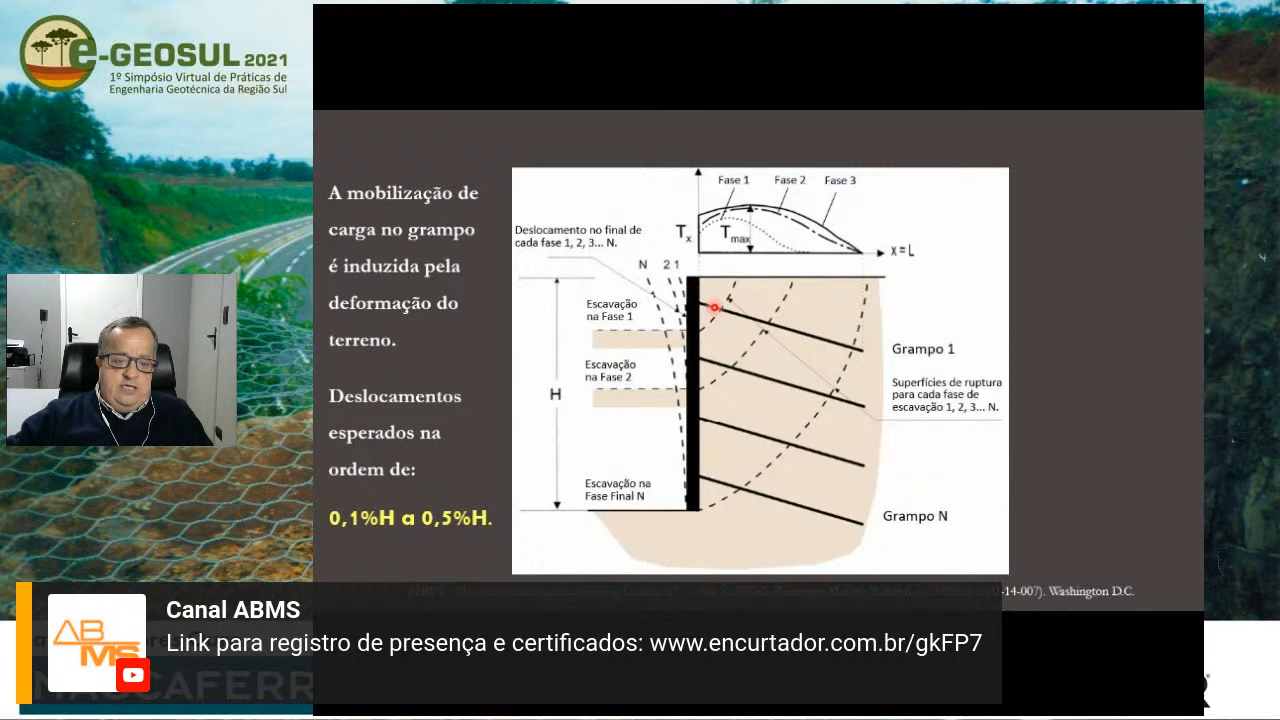 e-GEOSUL 2021
1º Simpósio Virtual de Práticas de
Engenharia Geotécnica da Região Sul
A mobilização de
carga no grampo
é induzida pela
deformação do
terreno.
Deslocamentos
esperados na
ordem de:
0,1%H a 0,5%H.
Fase 1
Fase 2
Fase 3
Tx
Tmax
x = L
Deslocamento no final de
cada fase 1, 2, 3... N.
N 2 1
Escavação
na Fase 1
Escavação
na Fase 2
H
Escavação na
Fase Final N
Grampo 1
Superfícies de ruptura
para cada fase de
escavação 1, 2, 3... N.
Grampo N
-14-007). Washington D.C.
Canal ABMS
Link para registro de presença e certificados: www.encurtador.com.br/gkFP7
ABMS
MACCAFERR